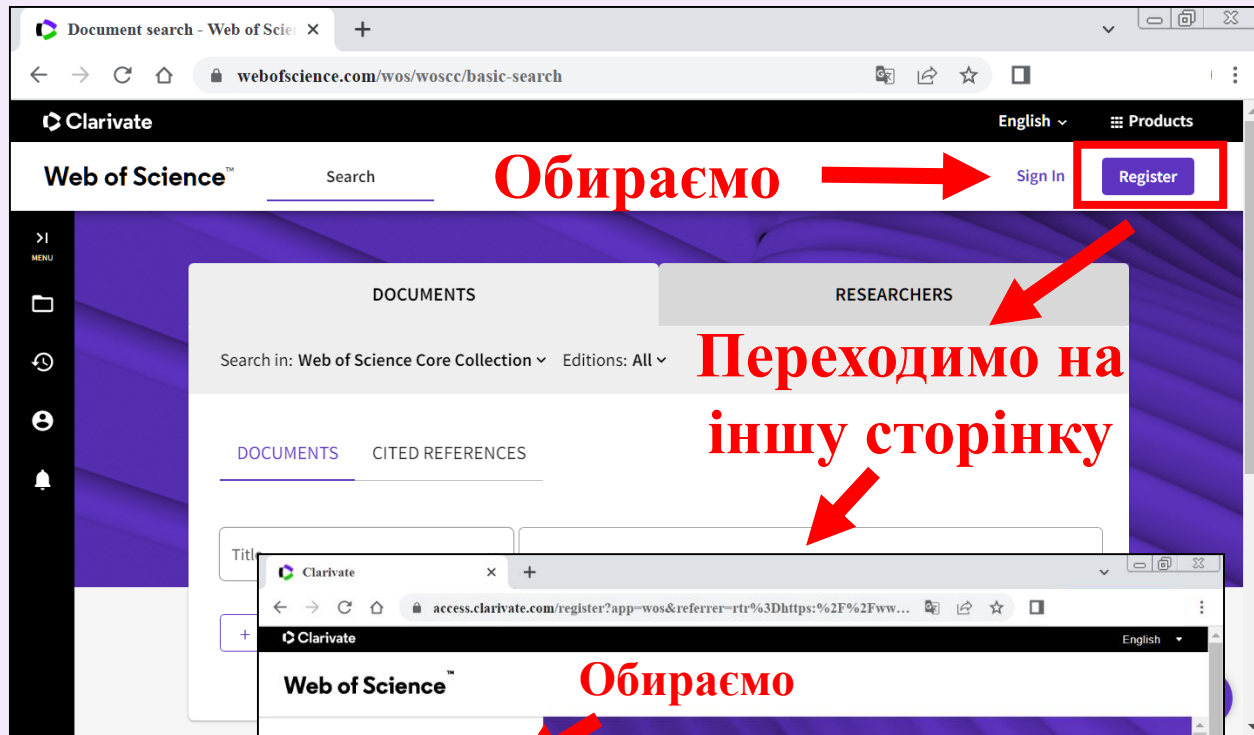 Document search - Web of Scie
webofscience.com/wos/woscc/basic-search
Clarivate
English
Products
Web of Science™
Search
Обираємо
Sign In
Register
MENU
DOCUMENTS
RESEARCHERS
Search in: Web of Science Core Collection
Editions: All
Переходимо на
іншу сторінку
DOCUMENTS
CITED REFERENCES
Title
Clarivate
access.clarivate.com/register?app=wos&referrer=rtr%3Dhttps:%2F%2Fww...
+
Clarivate
English
Web of Science™
Обираємо